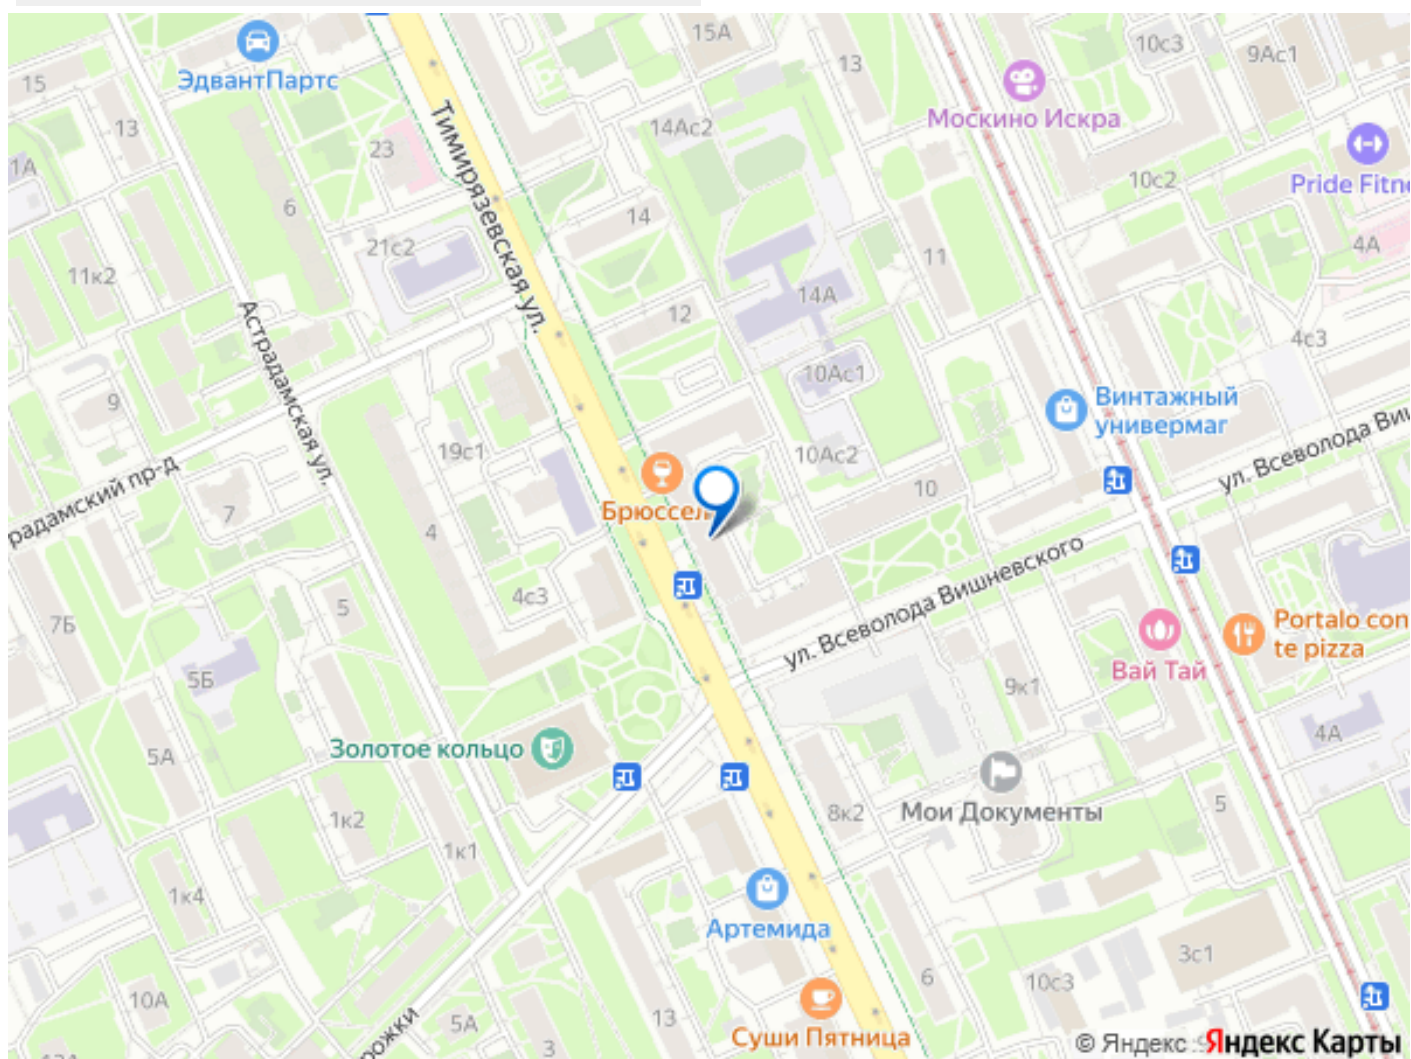 15А
13
10с3
9Ас1
ЭдвантПартс
15
13
23
14Ас2
Москино Искра
1А
6
Тимирязевская ул.
10с2
Pride Fitne
14
11
4А
21с2
11к2
14А
12
4с3
Астрадамская ул.
10Ас1
9
Винтажный
универмаг
19с1
10Ас2
ул. Всеволода Виш
радамский пр-д
7
10
Брюссель
4
ул. Всеволода Вишневского
4с3
5
7Б
Portalo con
te pizza
5Б
Вай Тай
9к1
5А
Золотое кольцо
4А
Мои Документы
1к2
8к2
5
1к1
1к4
Артемида
3с1
6
10с3
10А
5А
13
Суши Пятница
3
рожки
© Яндекс
Яндекс Карты